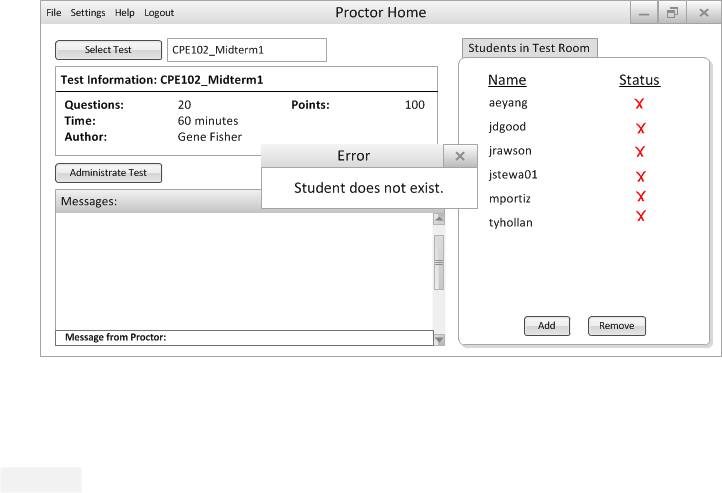 File Settings Help Logout Proctor Home
Select Test CPE102_Midterm1
Test Information: CPE102_Midterm1
Questions: 20 Points: 100
Time: 60 minutes
Author: Gene Fisher
Administrate Test
Messages:
Message from Proctor:
Error
Student does not exist.
Students in Test Room
Name Status
aeyang X
jdgood X
jrawson X
jstewa01 X
mportiz X
tyhollan X
Add Remove